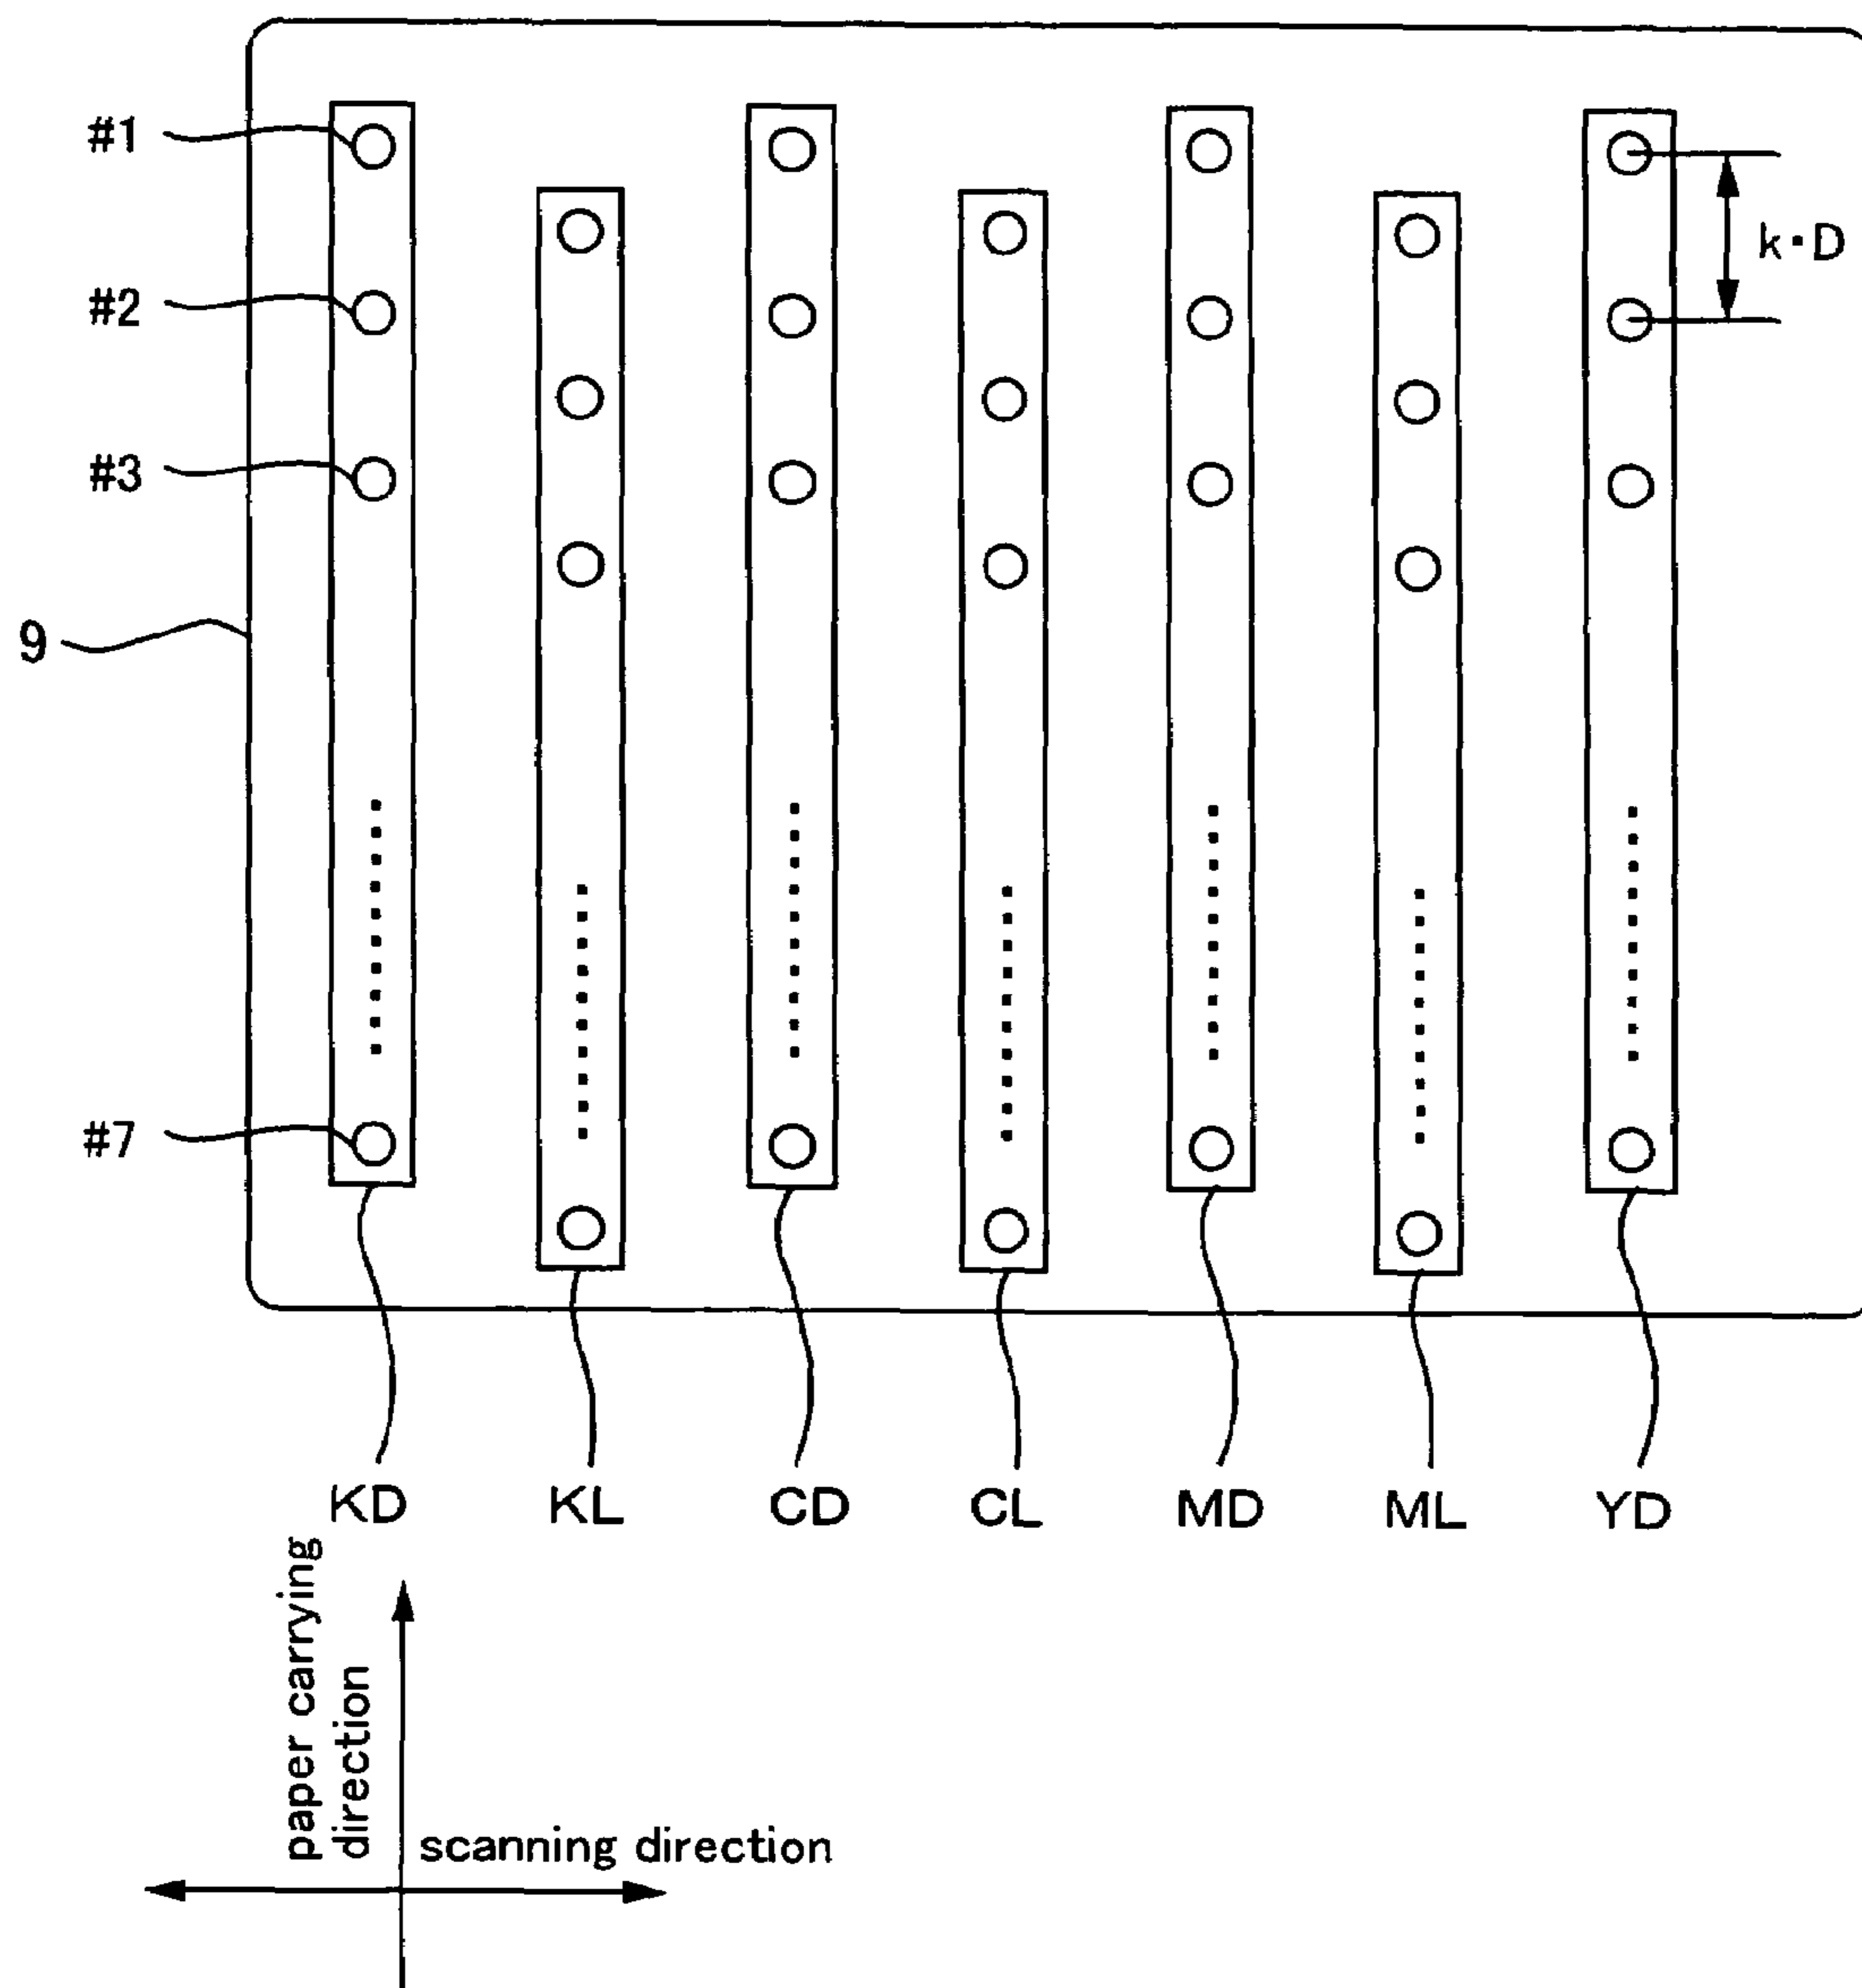 #1
#2
k·D
#3
9
#7
KD KL CD CL MD ML YD
paper carrying
direction
scanning direction